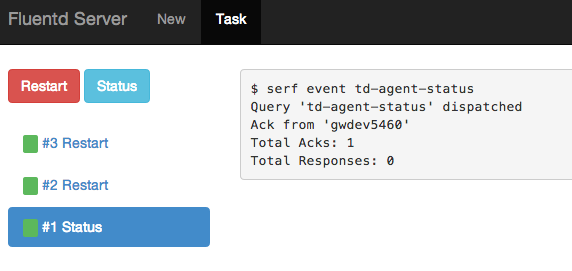 Fluentd Server New Task
Restart Status
#3 Restart
#2 Restart
#1 Status
$ serf event td-agent-status
Query 'td-agent-status' dispatched
Ack from 'gwdev5460'
Total Acks: 1
Total Responses: 0